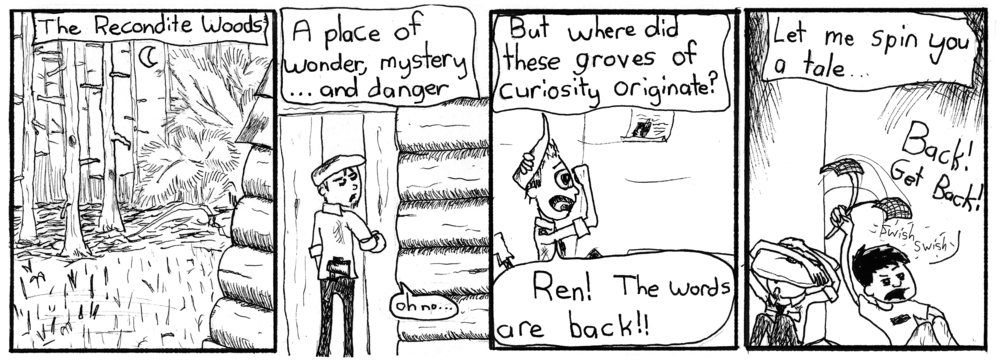 The Recondite Woods
A place of
wonder, mystery
...and danger
oh no...
But where did
these groves of
curiosity originate?
Ren! The words
are back!!
Let me spin you
a tale...
Back!
Get Back!
Swish
Swish